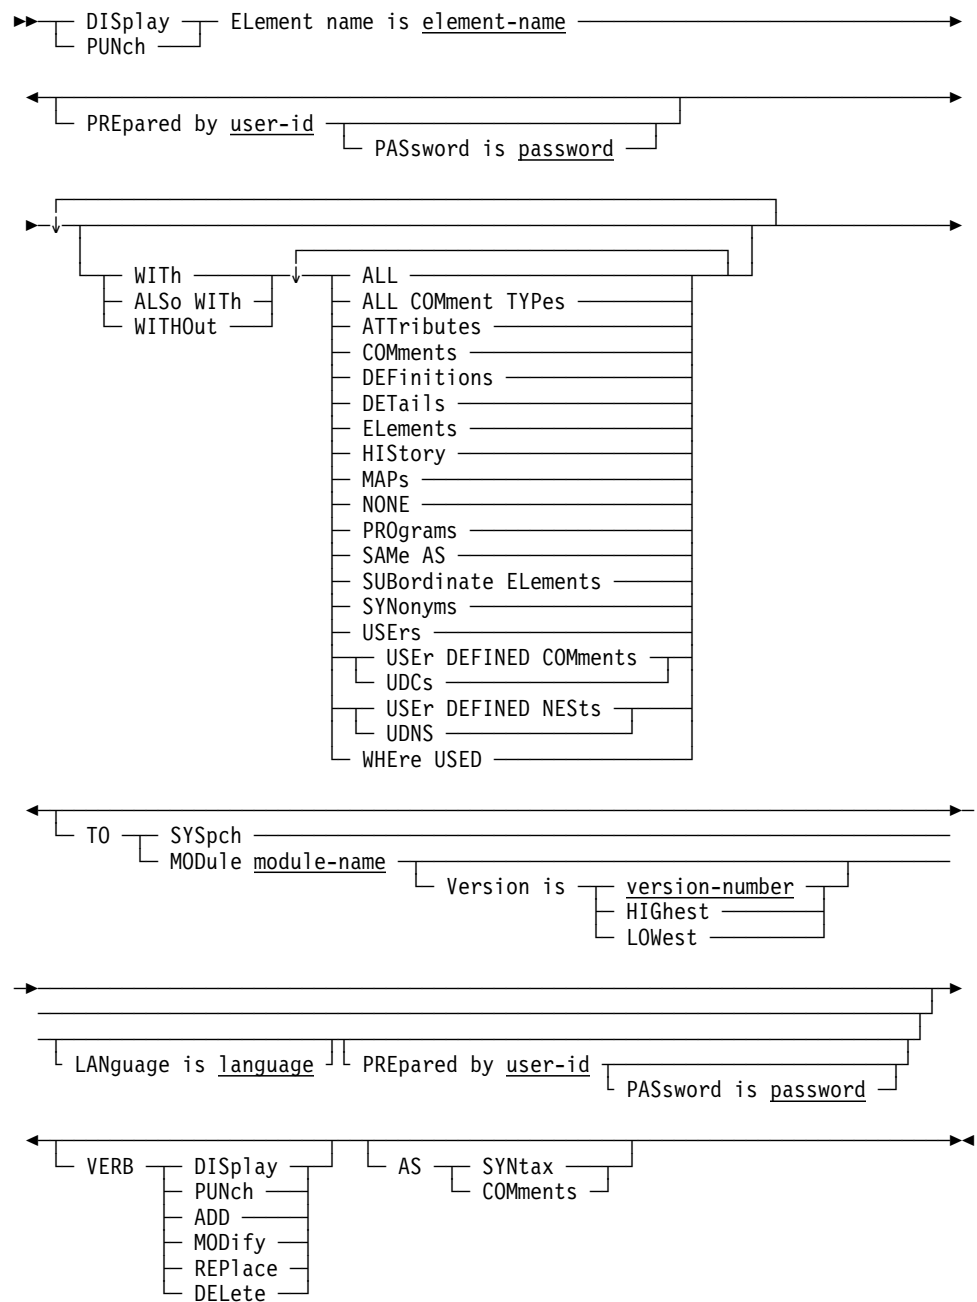 DISplay ELement name is element-name
PUNch
PREpared by user-id
PASsword is password
WITh ALL
ALSo WITh ALL COMment TYPes
WITHOut ATTributes
COMments
DEFinitions
DETails
ELements
HIStory
MAPs
NONE
PROgrams
SAMe AS
SUBordinate ELements
SYNonyms
USErs
USEr DEFINED COMments
UDCs
USEr DEFINED NESts
UDNS
WHEre USED
TO SYSpch
MODule module-name
Version is version-number
HIGhest
LOWest
LANguage is language PREpared by user-id
PASsword is password
VERB DISplay AS SYNtax
PUNch COMments
ADD
MODify
REPlace
DELete